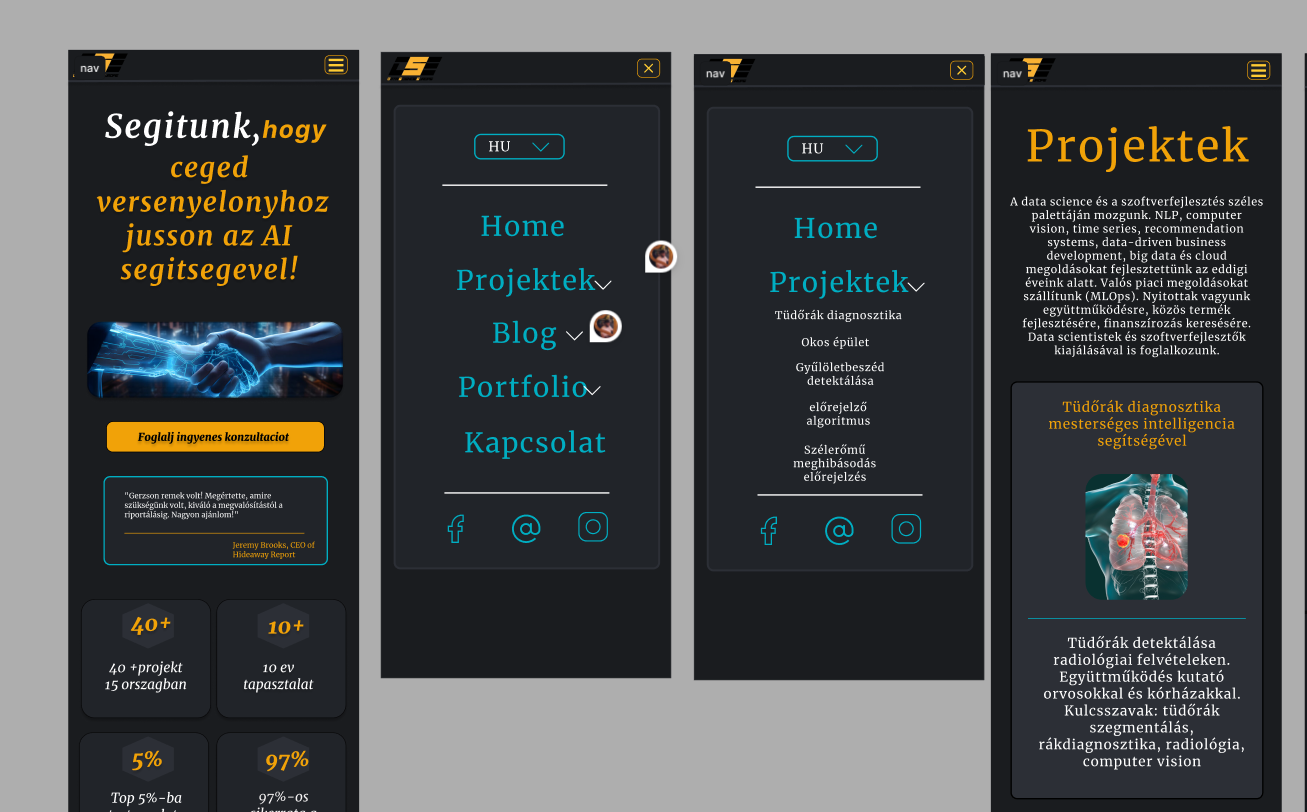 nav
Segitunk,hogy
ceged
versenyelonyhoz
jusson az AI
segitsegevel!
Foglalj ingyenes konzultaciot
"Gerzson remek volt! Megértette, amire
szükségünk volt, kiváló a megvalósítástól a
riportálásig. Nagyon ajánlom!"
Jeremy Brooks, CEO of
Hideaway Report
40+
40 +projekt
15 orszagban
10+
10 ev
tapasztalat
5%
Top 5%-ba
97%
97%-os
HU
Home
Projektek
Blog
Portfolio
Kapcsolat
nav
HU
Home
Projektek
Tüdőrák diagnosztika
Okos épület
Gyűlöletbeszéd
detektálása
előrejelző
algoritmus
Szélerőmű
meghibásodás
előrejelzés
nav
Projektek
A data science és a szoftverfejlesztés széles
palettáján mozgunk. NLP, computer
vision, time series, recommendation
systems, data-driven business
development, big data és cloud
megoldásokat fejlesztettünk az eddigi
éveink alatt. Valós piaci megoldásokat
szállítunk (MLOps). Nyitottak vagyunk
együttműködésre, közös termék
fejlesztésére, finanszírozás keresésére.
Data scientistek és szoftverfejlesztők
kiajálásával is foglalkozunk.
Tüdőrák diagnosztika
mesterséges intelligencia
segítségével
Tüdőrák detektálása
radiológiai felvételeken.
Együttműködés kutató
orvosokkal és kórházakkal.
Kulcsszavak: tüdőrák
szegmentálás,
rákdiagnosztika, radiológia,
computer vision